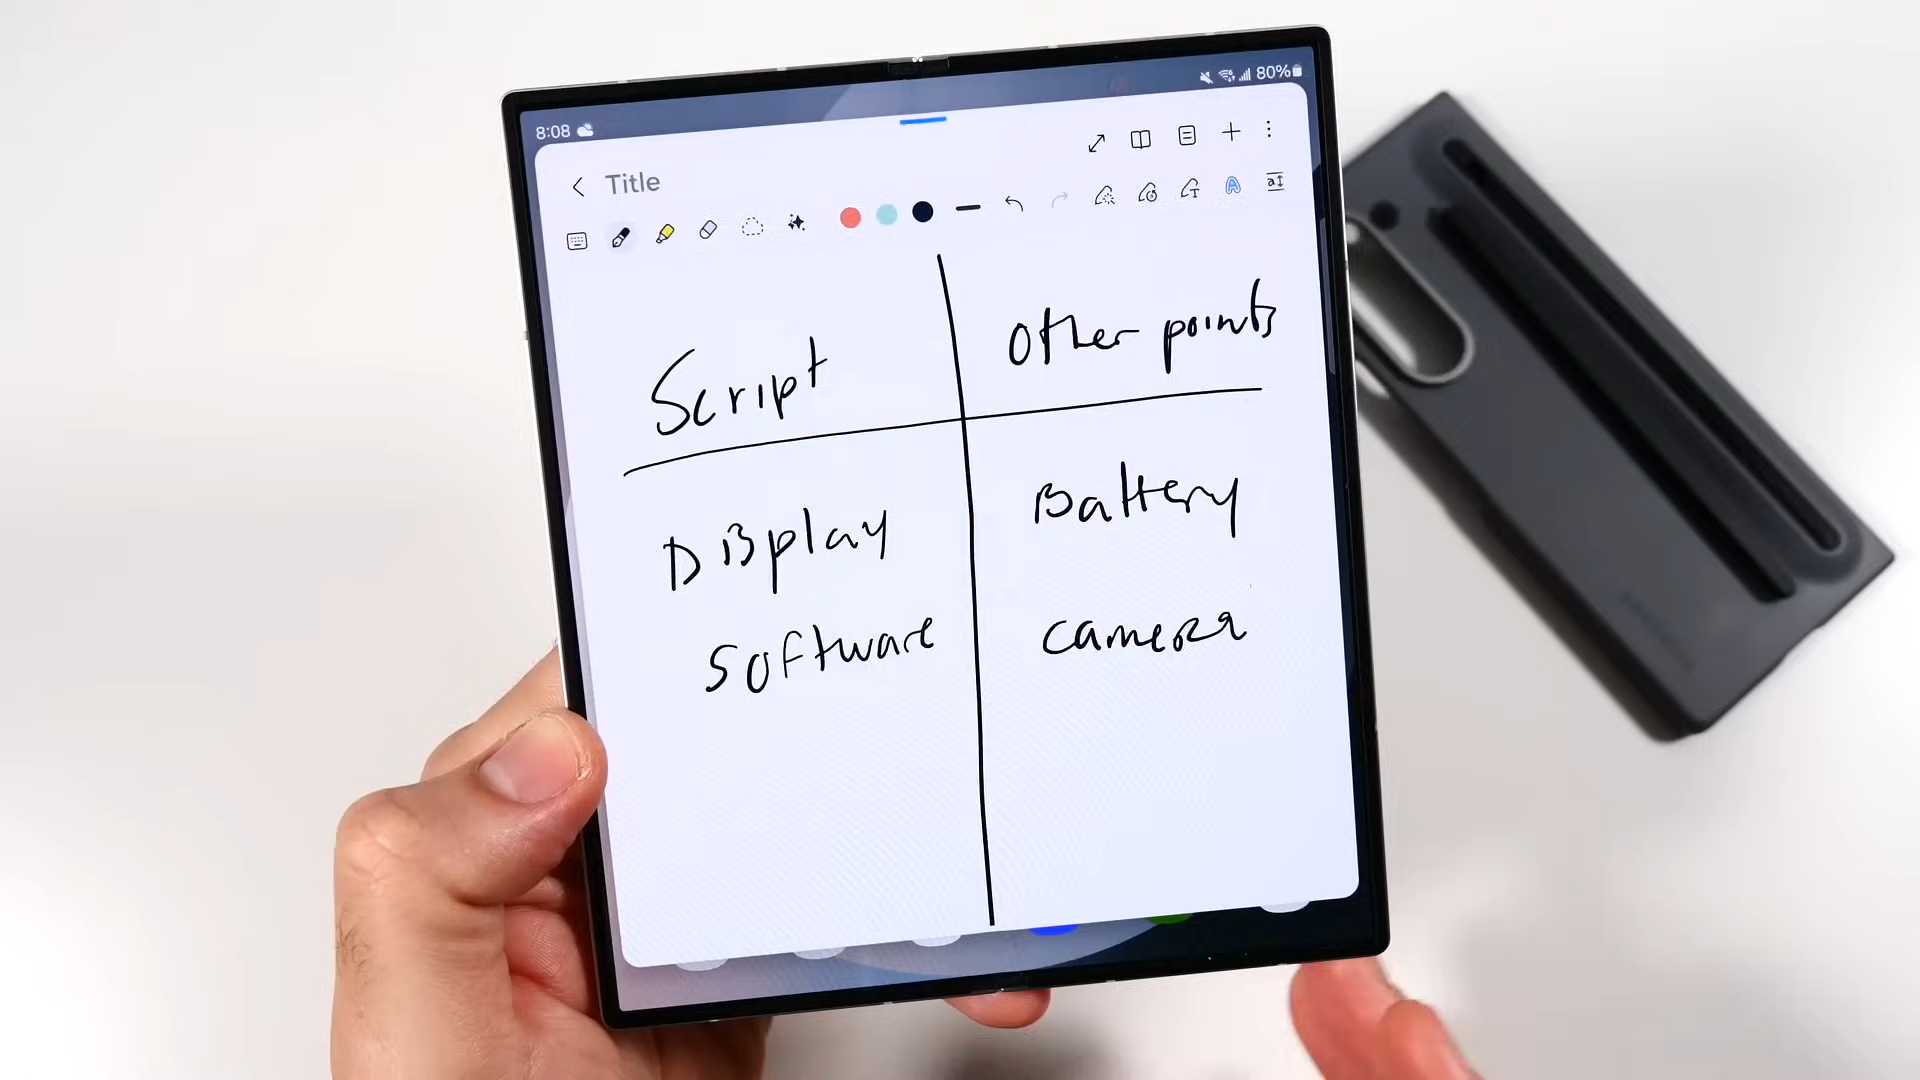 8:08 80%
Title
Script Other points
Display Battery
Software Camera